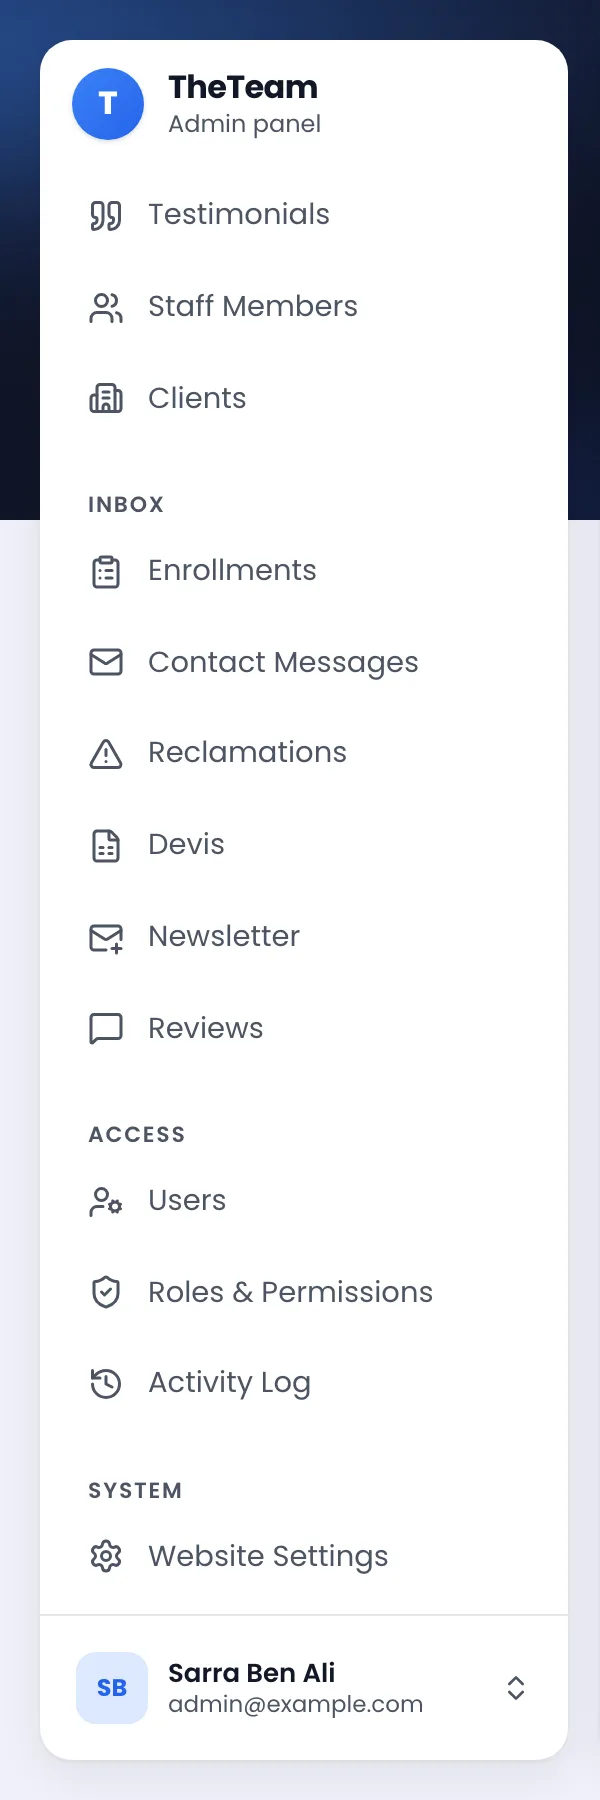 T
TheTeam
Admin panel
Testimonials
Staff Members
Clients
INBOX
Enrollments
Contact Messages
Reclamations
Devis
Newsletter
Reviews
ACCESS
Users
Roles & Permissions
Activity Log
SYSTEM
Website Settings
SB
Sarra Ben Ali
admin@example.com